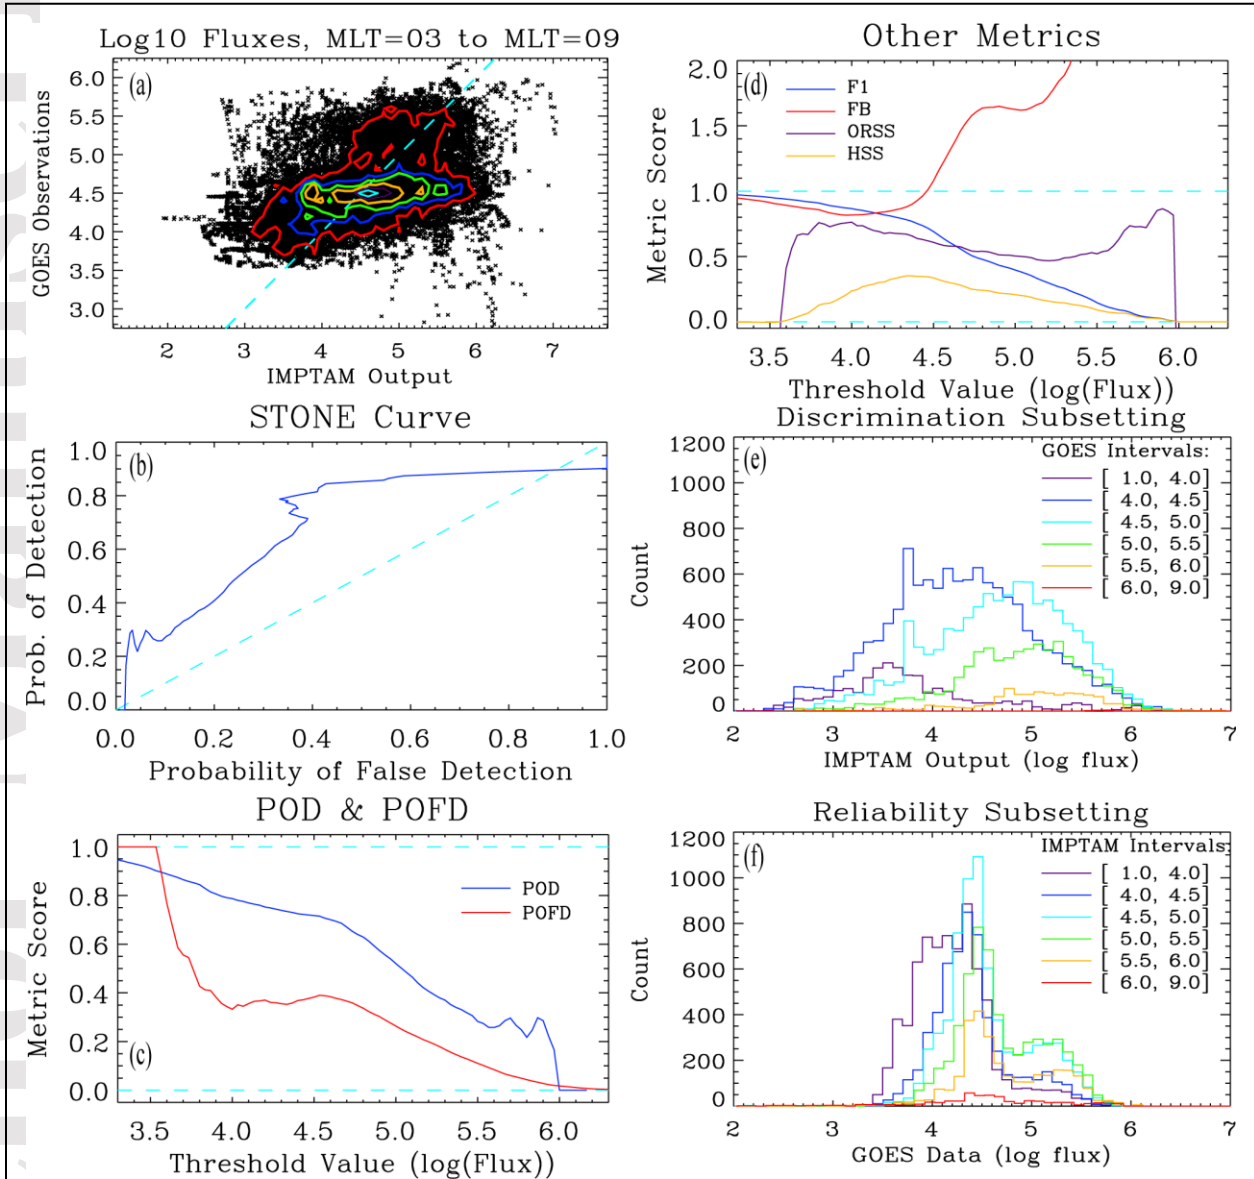 Log10 Fluxes, MLT=03 to MLT=09
(a)
GOES Observations
6.0
5.5
5.0
4.5
4.0
3.5
3.0
2 3 4 5 6 7
IMPTAM Output
Other Metrics
(d)
F1
FB
ORSS
HSS
Metric Score
2.0
1.5
1.0
0.5
0.0
3.5 4.0 4.5 5.0 5.5 6.0
Threshold Value (log(Flux))
STONE Curve
(b)
Prob. of Detection
1.0
0.8
0.6
0.4
0.2
0.0
0.0 0.2 0.4 0.6 0.8 1.0
Probability of False Detection
Discrimination Subsetting
(e)
GOES Intervals:
[ 1.0, 4.0]
[ 4.0, 4.5]
[ 4.5, 5.0]
[ 5.0, 5.5]
[ 5.5, 6.0]
[ 6.0, 9.0]
Count
1200
1000
800
600
400
200
0
2 3 4 5 6 7
IMPTAM Output (log flux)
POD & POFD
(c)
POD
POFD
Metric Score
1.0
0.8
0.6
0.4
0.2
0.0
3.5 4.0 4.5 5.0 5.5 6.0
Threshold Value (log(Flux))
Reliability Subsetting
(f)
IMPTAM Intervals
[ 1.0, 4.0]
[ 4.0, 4.5]
[ 4.5, 5.0]
[ 5.0, 5.5]
[ 5.5, 6.0]
[ 6.0, 9.0]
Count
1200
1000
800
600
400
200
0
2 3 4 5 6 7
GOES Data (log flux)